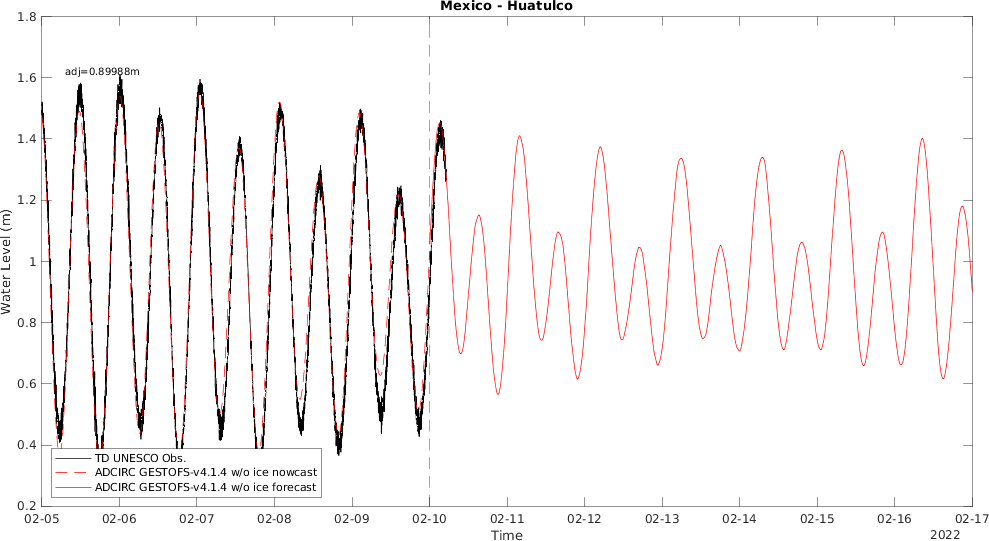 Mexico - Huatulco
1.8
1.6
1.4
1.2
1
0.8
0.6
0.4
0.2
Water Level (m)
adj=0.89988m
TD UNESCO Obs.
ADCIRC GESTOFS-v4.1.4 w/o ice nowcast
ADCIRC GESTOFS-v4.1.4 w/o ice forecast
02-05 02-06 02-07 02-08 02-09 02-10 02-11 02-12 02-13 02-14 02-15 02-16 02-17
Time
2022